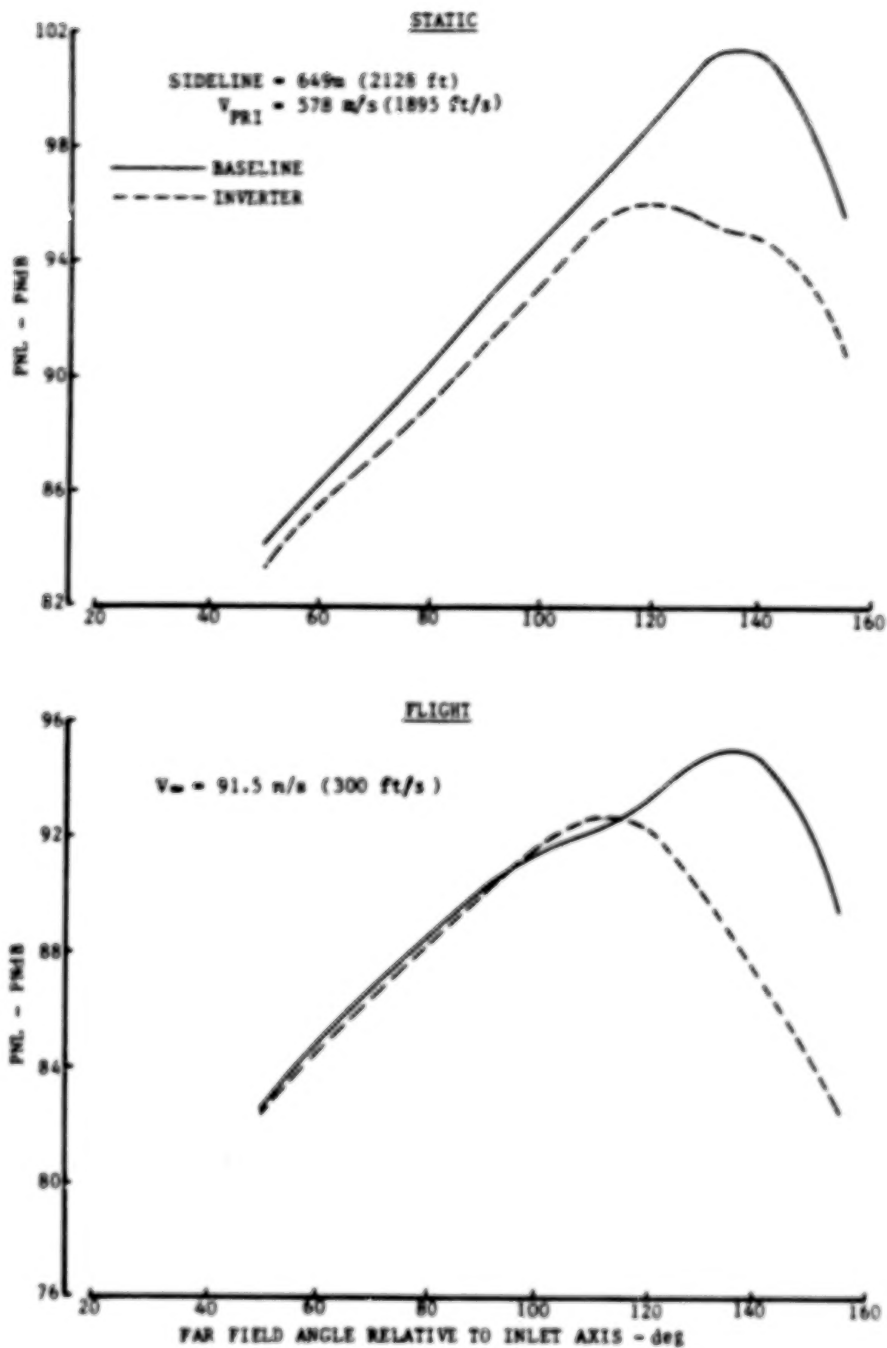 STATIC
SIDELINE = 649m (2128 ft)
V PRI = 578 m/s (1895 ft/s)
BASELINE
INVERTER
PNL - PNdB
102
98
94
90
86
82
20 40 60 80 100 120 140 160
FLIGHT
V∞ = 91.5 m/s (300 ft/s)
PNL - PNdB
96
92
88
84
80
76
20 40 60 80 100 120 140 160
FAR FIELD ANGLE RELATIVE TO INLET AXIS - deg